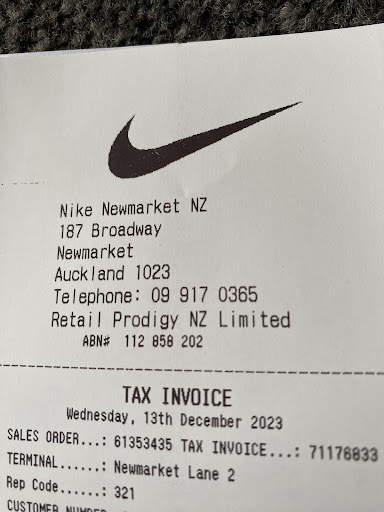 Nike Newmarket NZ
187 Broadway
Newmarket
Auckland 1023
Telephone: 09 917 0365
Retail Prodigy NZ Limited
ABN# 112 858 202
TAX INVOICE
Wednesday, 13th December 2023
SALES ORDER...: 61353435 TAX INVOICE...: 71176833
TERMINAL......: Newmarket Lane 2
Rep Code......: 321
CUSTOMER NUMBER